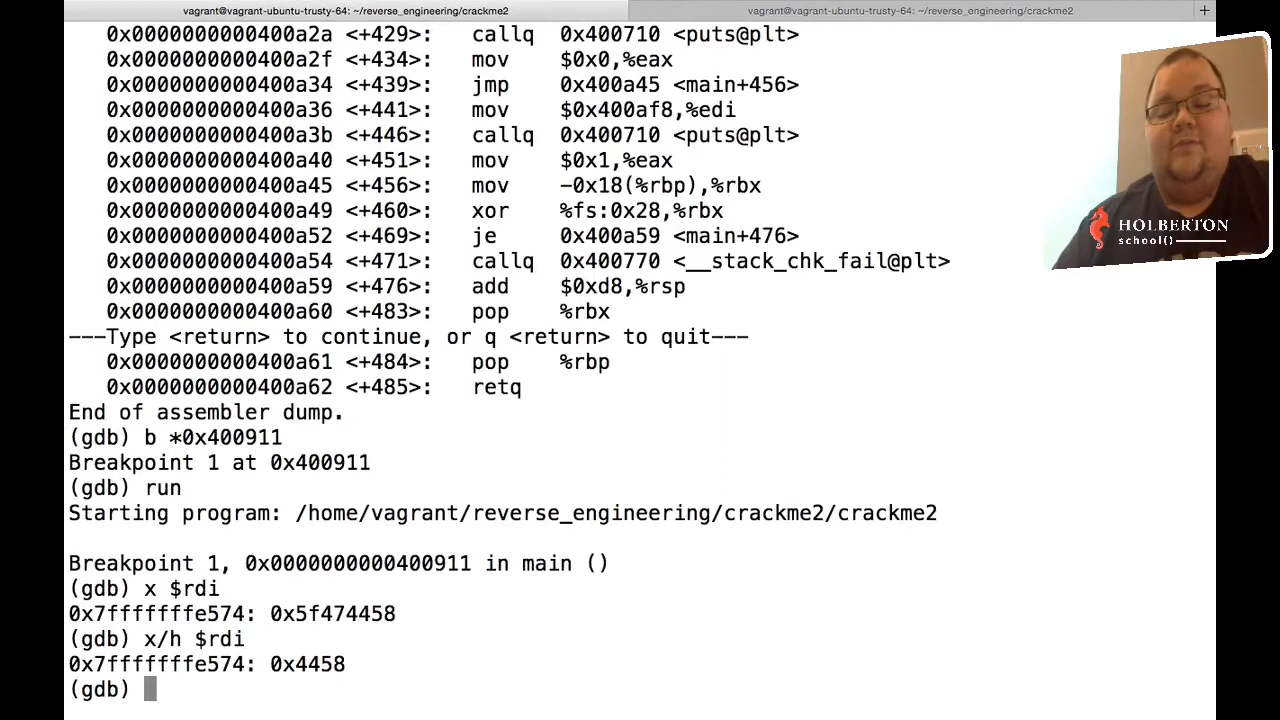 vagrant@vagrant-ubuntu-trusty-64: ~/reverse_engineering/crackme2
vagrant@vagrant-ubuntu-trusty-64: ~/reverse_engineering/crackme2
+
0x0000000000400a2a <+429>: callq 0x400710 <puts@plt>
0x0000000000400a2f <+434>: mov $0x0,%eax
0x0000000000400a34 <+439>: jmp 0x400a45 <main+456>
0x0000000000400a36 <+441>: mov $0x400af8,%edi
0x0000000000400a3b <+446>: callq 0x400710 <puts@plt>
0x0000000000400a40 <+451>: mov $0x1,%eax
0x0000000000400a45 <+456>: mov -0x18(%rbp),%rbx
0x0000000000400a49 <+460>: xor %fs:0x28,%rbx
0x0000000000400a52 <+469>: je 0x400a59 <main+476>
0x0000000000400a54 <+471>: callq 0x400770 <__stack_chk_fail@plt>
0x0000000000400a59 <+476>: add $0xd8,%rsp
0x0000000000400a60 <+483>: pop %rbx
---Type <return> to continue, or q <return> to quit---
0x0000000000400a61 <+484>: pop %rbp
0x0000000000400a62 <+485>: retq
End of assembler dump.
(gdb) b *0x400911
Breakpoint 1 at 0x400911
(gdb) run
Starting program: /home/vagrant/reverse_engineering/crackme2/crackme2
Breakpoint 1, 0x0000000000400911 in main ()
(gdb) x $rdi
0x7fffffffe574: 0x5f474458
(gdb) x/h $rdi
0x7fffffffe574: 0x4458
(gdb)
HOLBERTON
school()